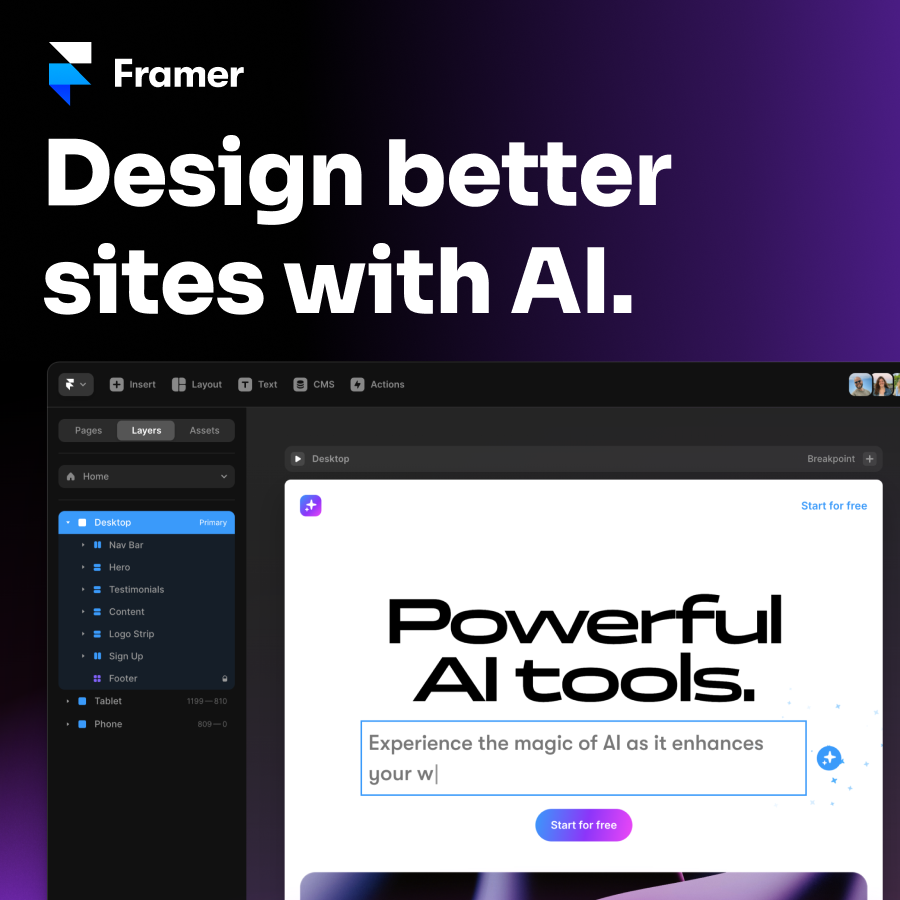 Framer
Design better
sites with AI.
Insert
Layout
Text
CMS
Actions
Pages
Layers
Assets
Home
Desktop
Primary
Nav Bar
Hero
Testimonials
Content
Logo Strip
Sign Up
Footer
Tablet
1199—810
Phone
809—0
Desktop
Breakpoint
Start for free
Powerful
AI tools.
Experience the magic of AI as it enhances
your w
Start for free